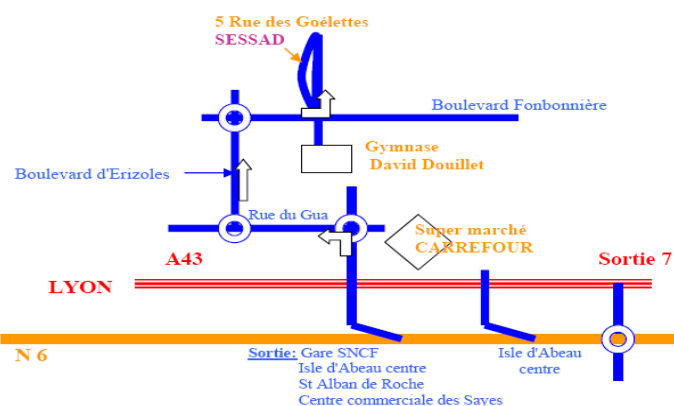 5 Rue des Goélettes
SESSAD
Boulevard Fonbonnière
Gymnase
David Douillet
Boulevard d'Erizoles
Rue du Gua
Super marché
CARREFOUR
A43
Sortie 7
LYON
N 6
Sortie: Gare SNCF
Isle d'Abeau centre
St Alban de Roche
Centre commerciale des Sayes
Isle d'Abeau
centre